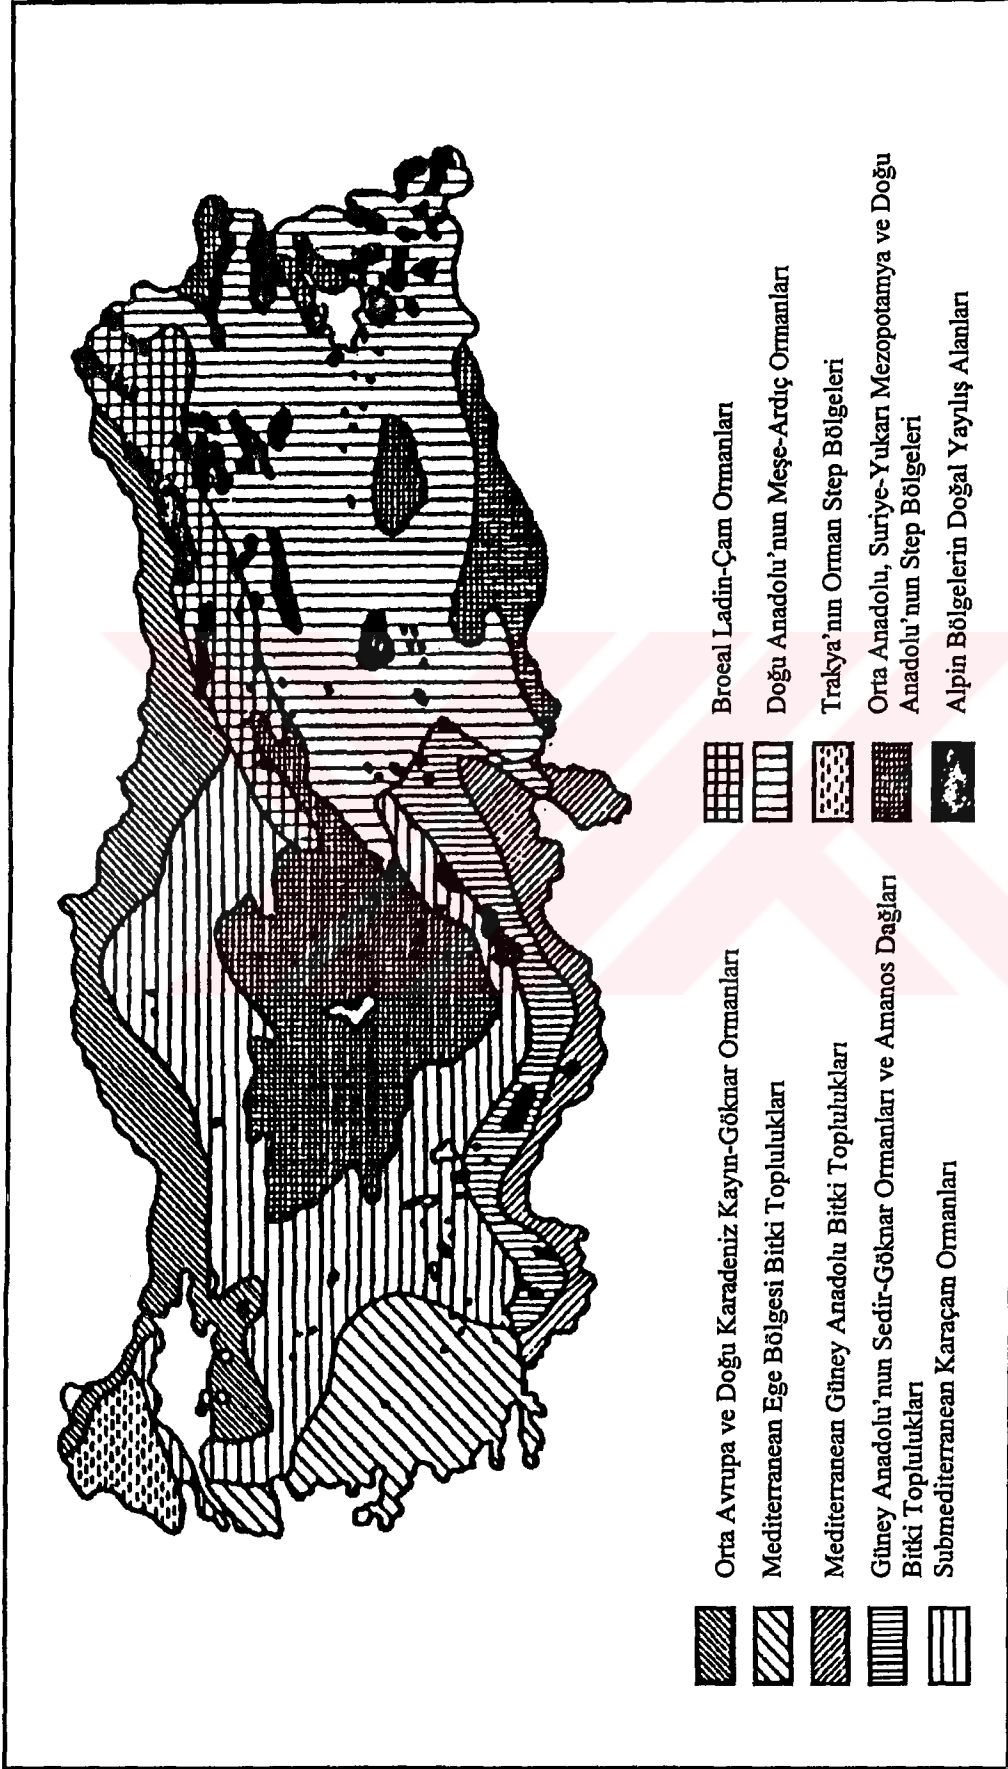 Orta Avrupa ve Doğu Karadeniz Kayın-Göknar Ormanları
Mediterranean Ege Bölgesi Bitki Toplulukları
Mediterranean Güney Anadolu Bitki Toplulukları
Güney Anadolu'nun Sedir-Göknar Ormanları ve Amanos Dağları
Bitki Toplulukları
Submediterranean Karaçam Ormanları
Broeal Ladin-Çam Ormanları
Doğu Anadolu'nun Meşe-Ardıç Ormanları
Trakya'nın Orman Step Bölgeleri
Orta Anadolu, Suriye-Yukarı Mezopotamya ve Doğu
Anadolu'nun Step Bölgeleri
Alpin Bölgelerin Doğal Yayılış Alanları